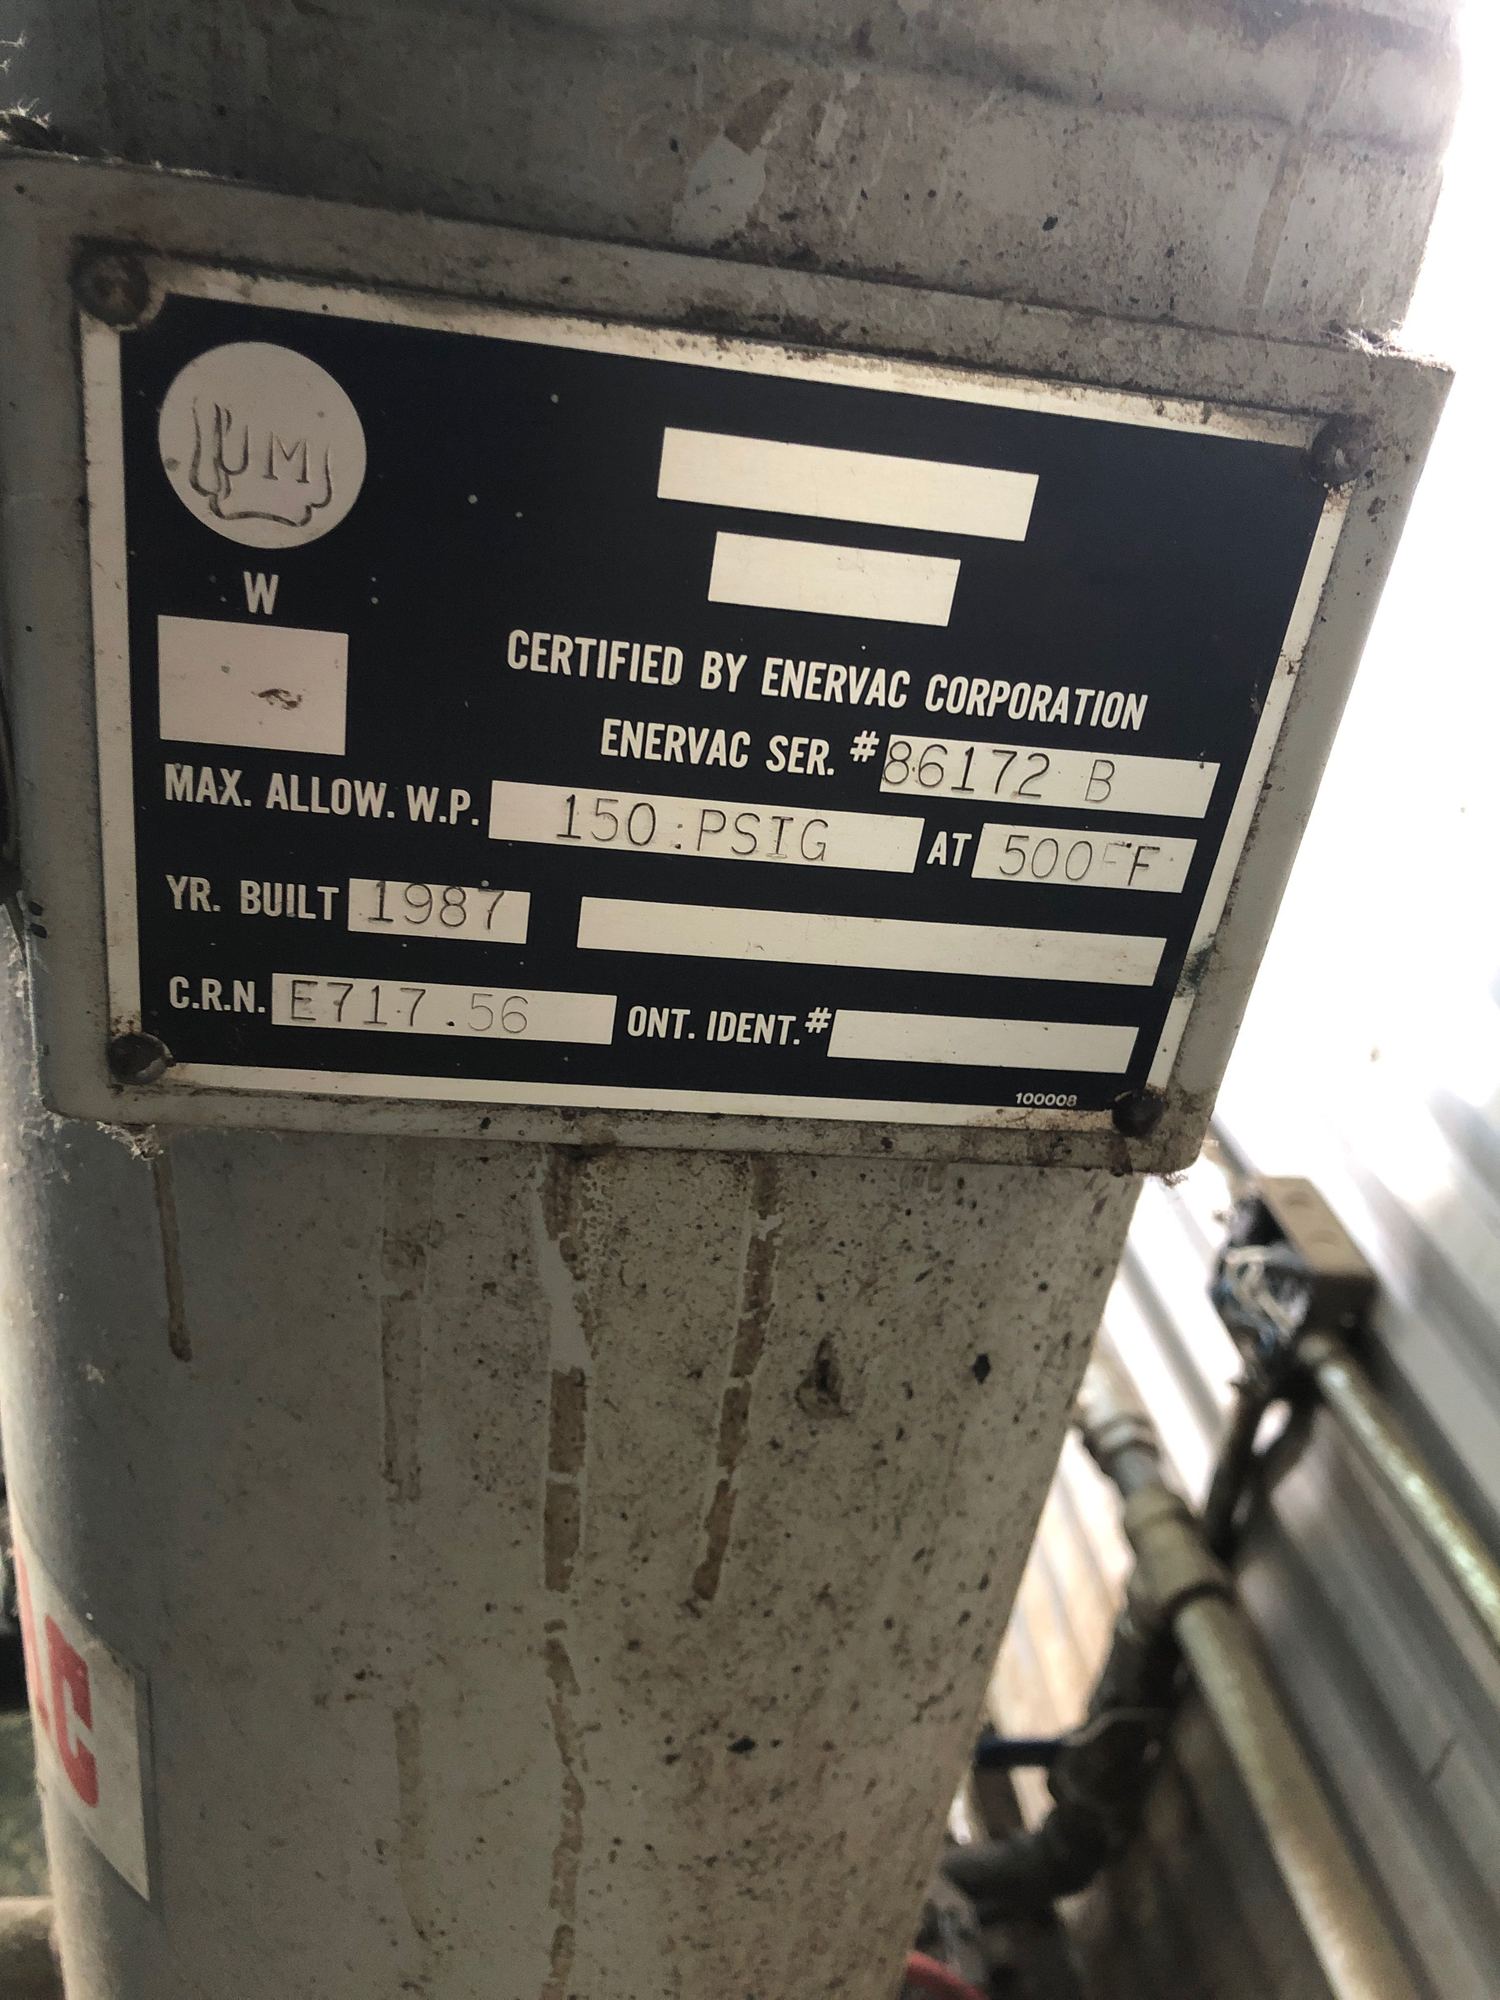 UM
W
CERTIFIED BY ENERVAC CORPORATION
ENERVAC SER. # 86172 B
MAX. ALLOW. W.P. 150 PSIG AT 500°F
YR. BUILT 1987
C.R.N. E717.56 ONT. IDENT. #
100008